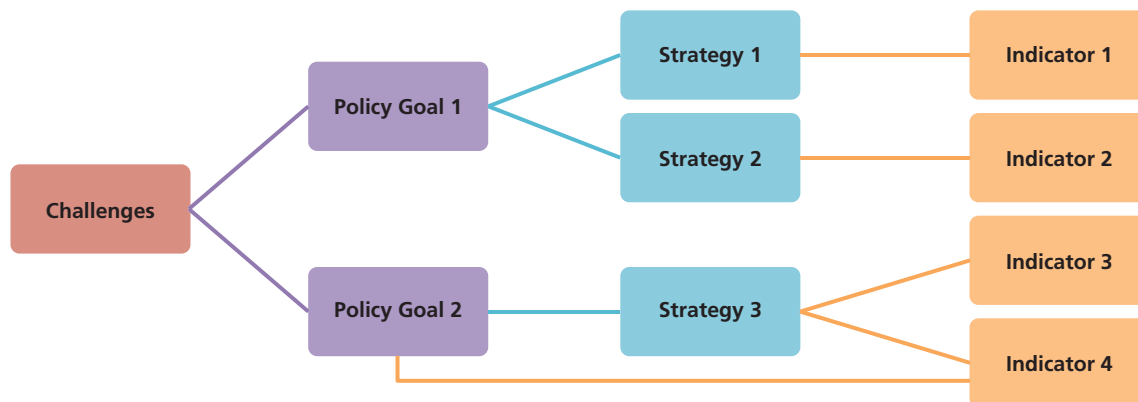 Challenges
Policy Goal 1
Policy Goal 2
Strategy 1
Strategy 2
Strategy 3
Indicator 1
Indicator 2
Indicator 3
Indicator 4